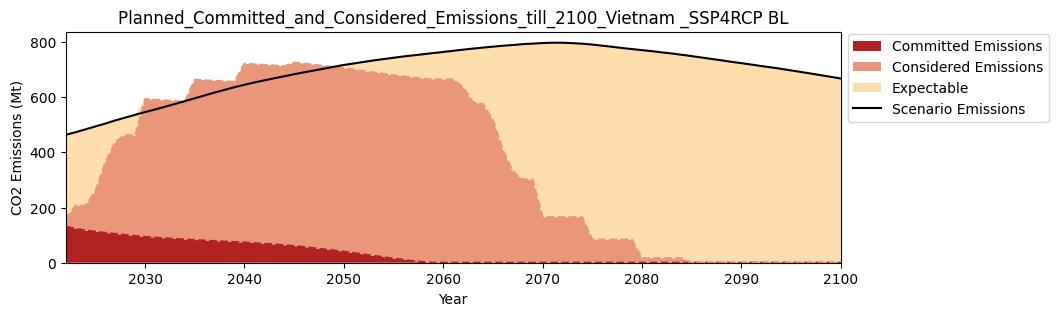 Planned_Committed_and_Considered_Emissions_till_2100_Vietnam _SSP4RCP BL
Committed Emissions
Considered Emissions
Expectable
Scenario Emissions
CO2 Emissions (Mt)
800
600
400
200
0
2030 2040 2050 2060 2070 2080 2090 2100
Year